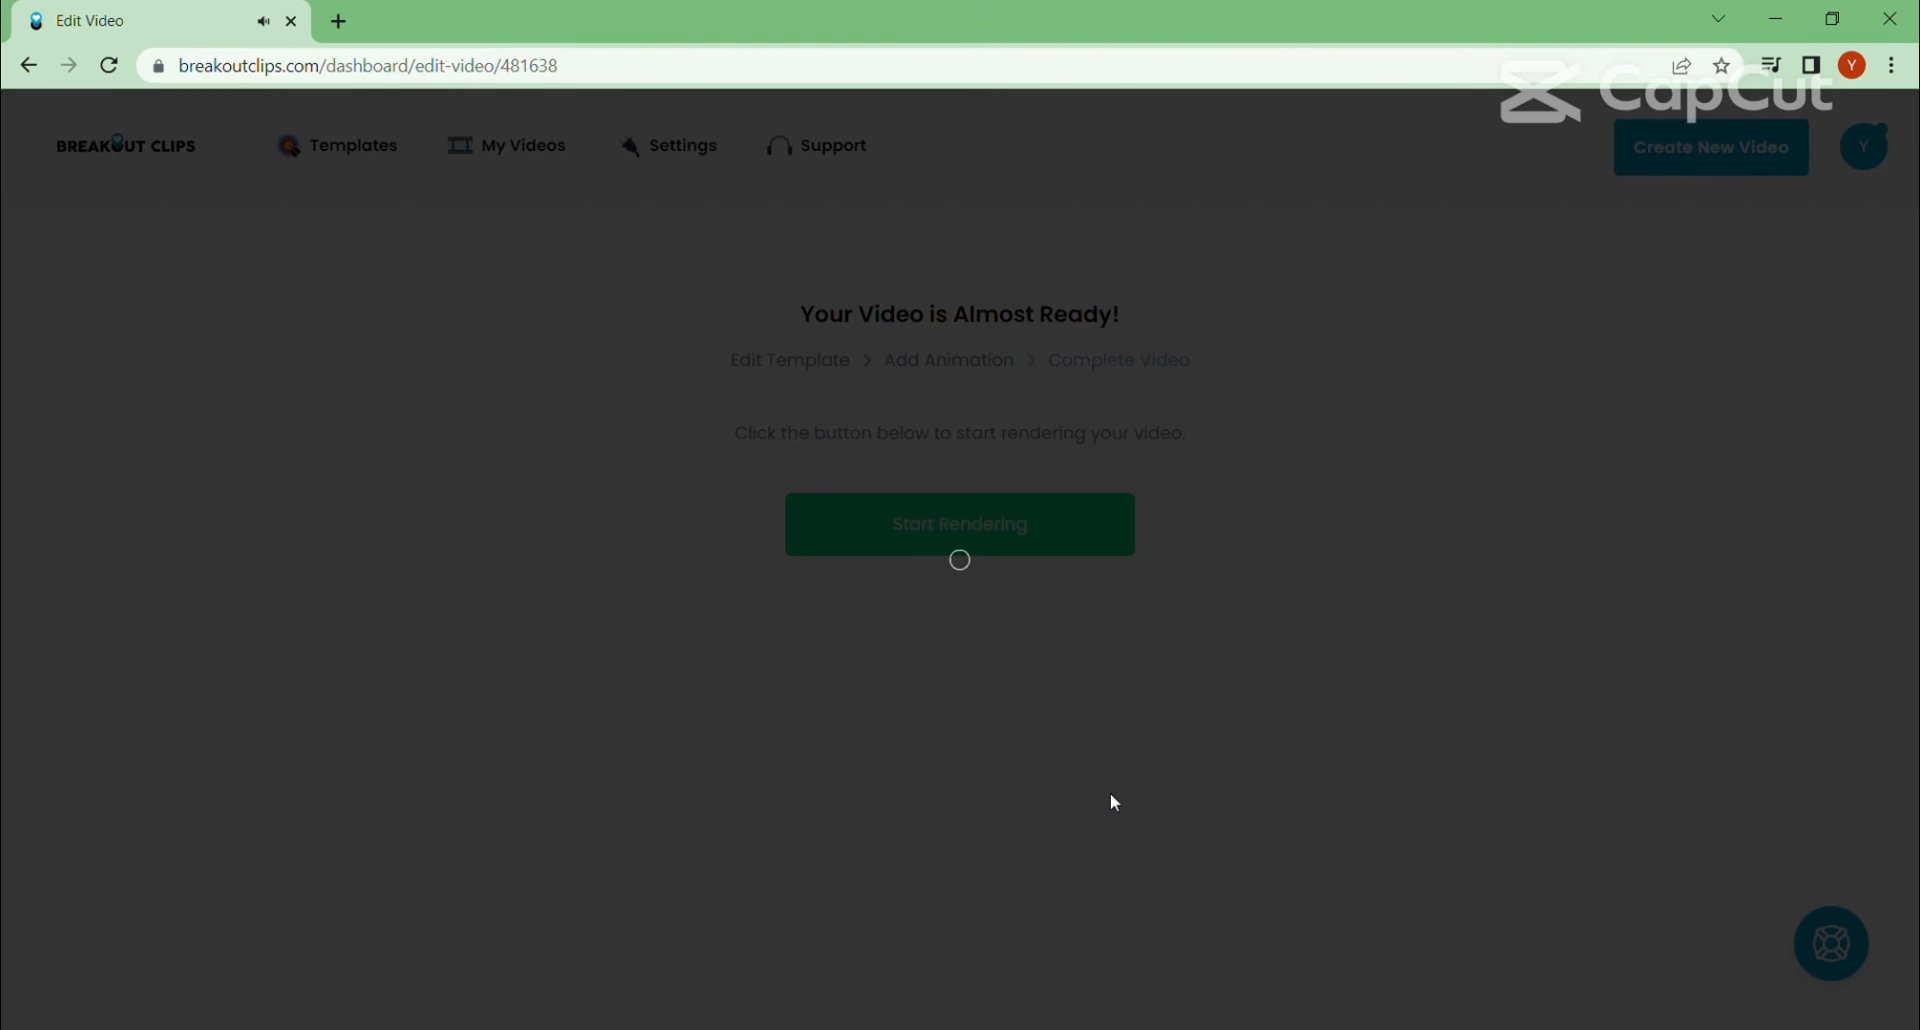 Edit Video
breakoutclips.com/dashboard/edit-video/481638
Y
CapCut
BREAKOUT CLIPS
Templates
My Videos
Settings
Support
Create New Video
Y
Your Video is Almost Ready!
Edit Template > Add Animation > Complete Video
Click the button below to start rendering your video.
Start Rendering